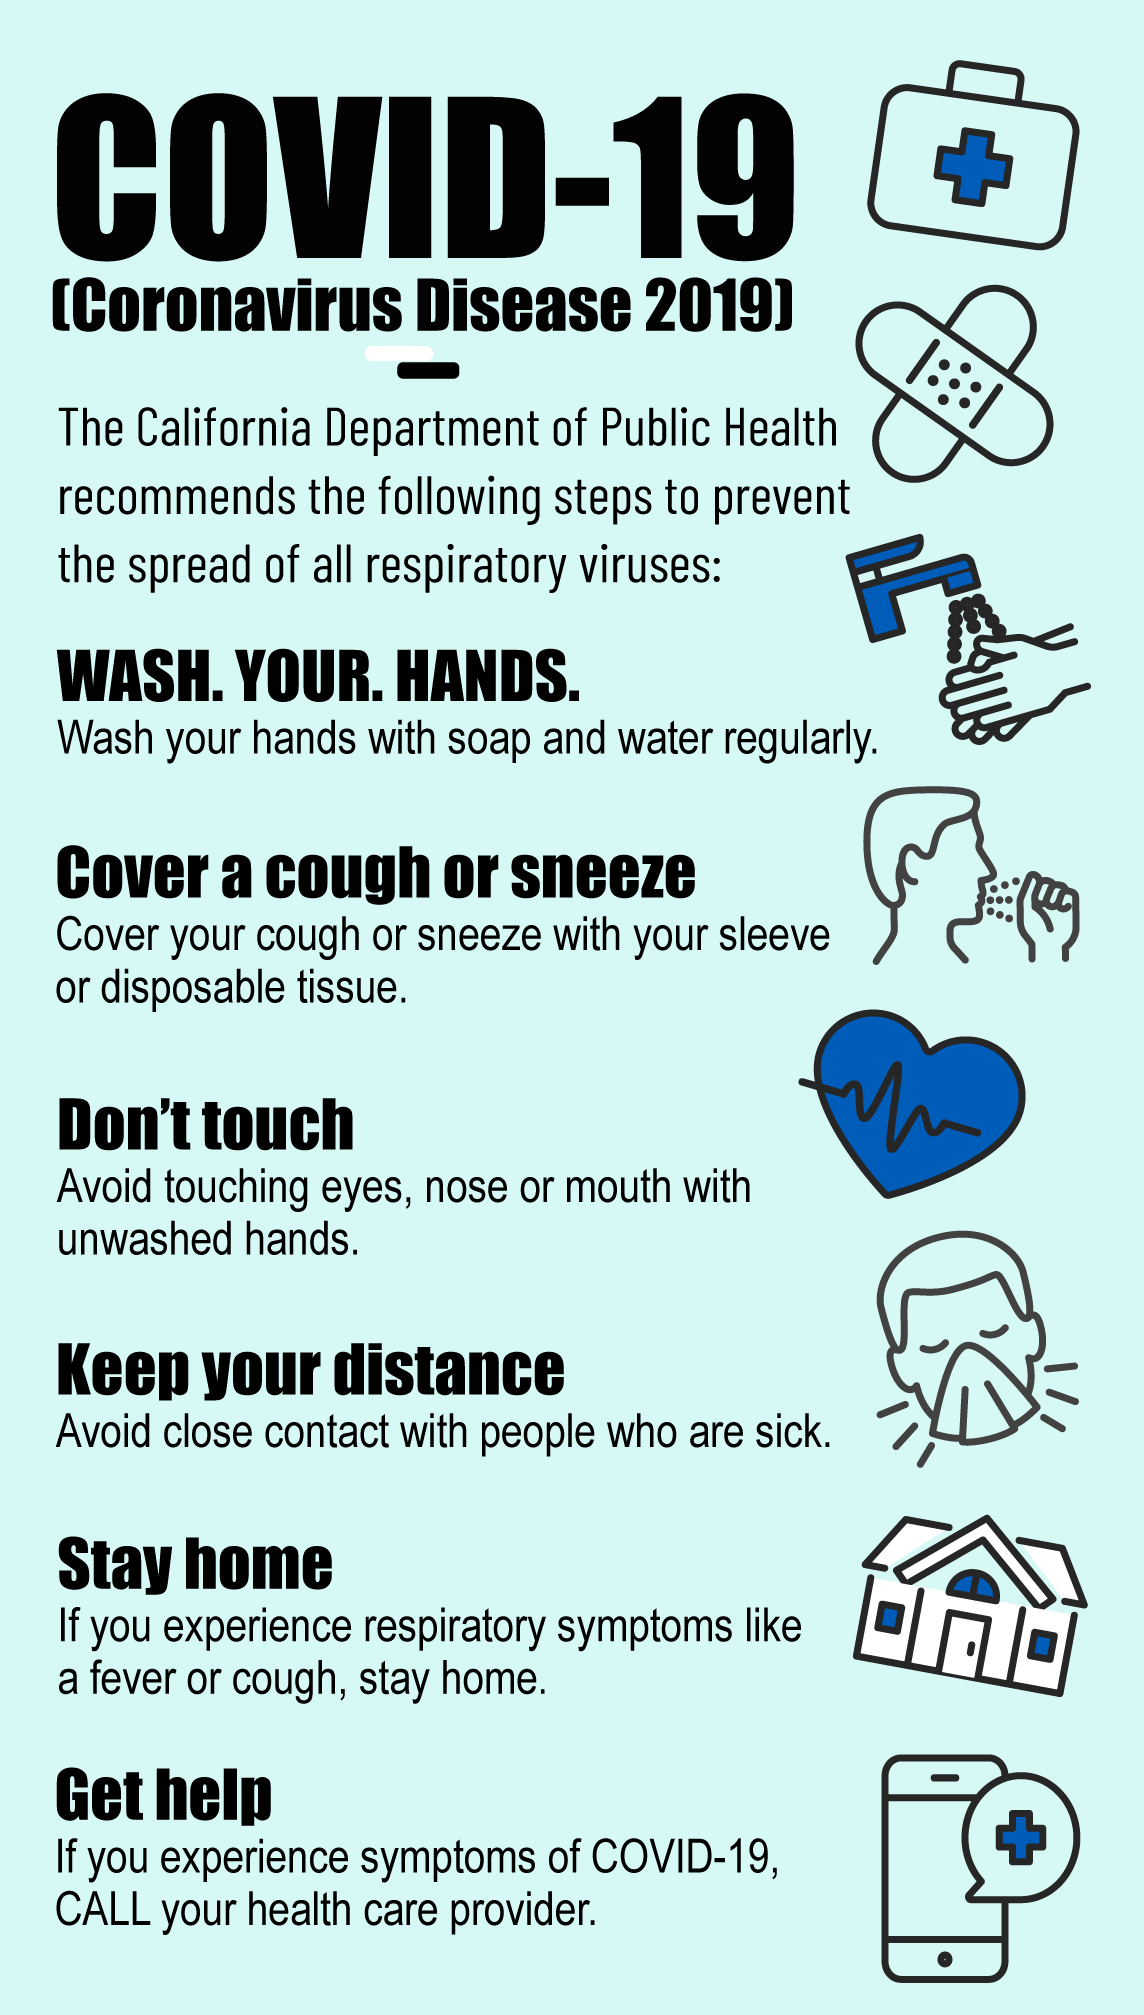 COVID-19
(Coronavirus Disease 2019)
The California Department of Public Health
recommends the following steps to prevent
the spread of all respiratory viruses:
WASH. YOUR. HANDS.
Wash your hands with soap and water regularly.
Cover a cough or sneeze
Cover your cough or sneeze with your sleeve
or disposable tissue.
Don’t touch
Avoid touching eyes, nose or mouth with
unwashed hands.
Keep your distance
Avoid close contact with people who are sick.
Stay home
If you experience respiratory symptoms like
a fever or cough, stay home.
Get help
If you experience symptoms of COVID-19,
CALL your health care provider.